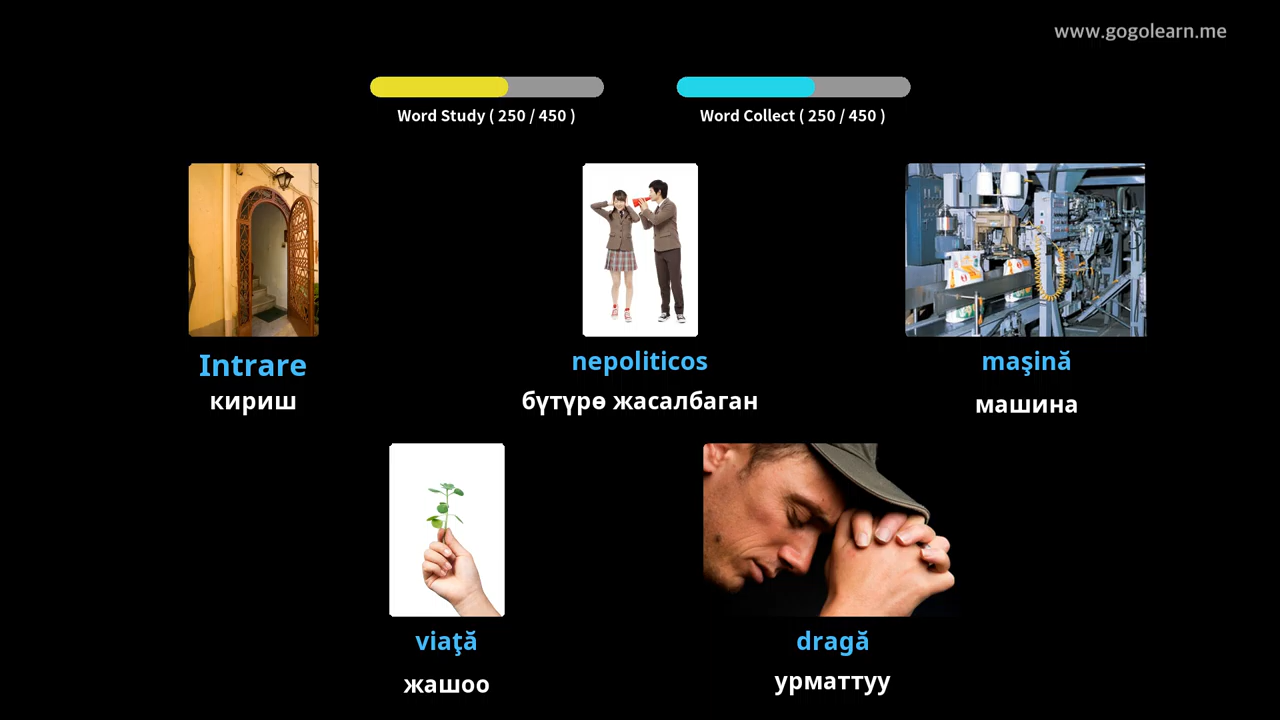 www.gogolearn.me
Word Study ( 250 / 450 )
Word Collect ( 250 / 450 )
Intrare
кириш
nepoliticos
бүтүрө жасалбаган
maşină
машина
viaţă
жашоо
dragă
урматтуу